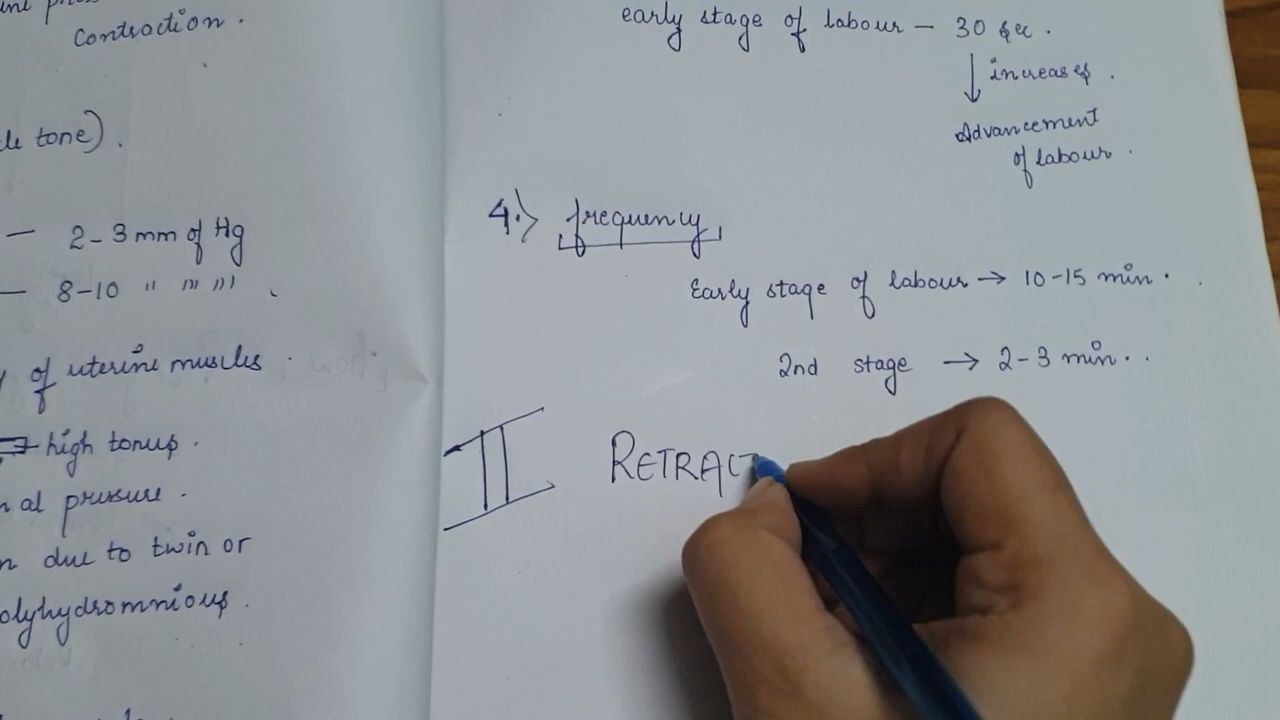 contraction.
tone).
— 2-3 mm of Hg
— 8-10 " "' "')
of uterine muscles.
high tonus.
al pressure.
due to twin or
olyhydromnious.
early stage of labour — 30 sec.
↓ increases.
Advancement
of labour.
4.> frequency
Early stage of labour → 10-15 min.
2nd stage → 2-3 min..
II RETRACT